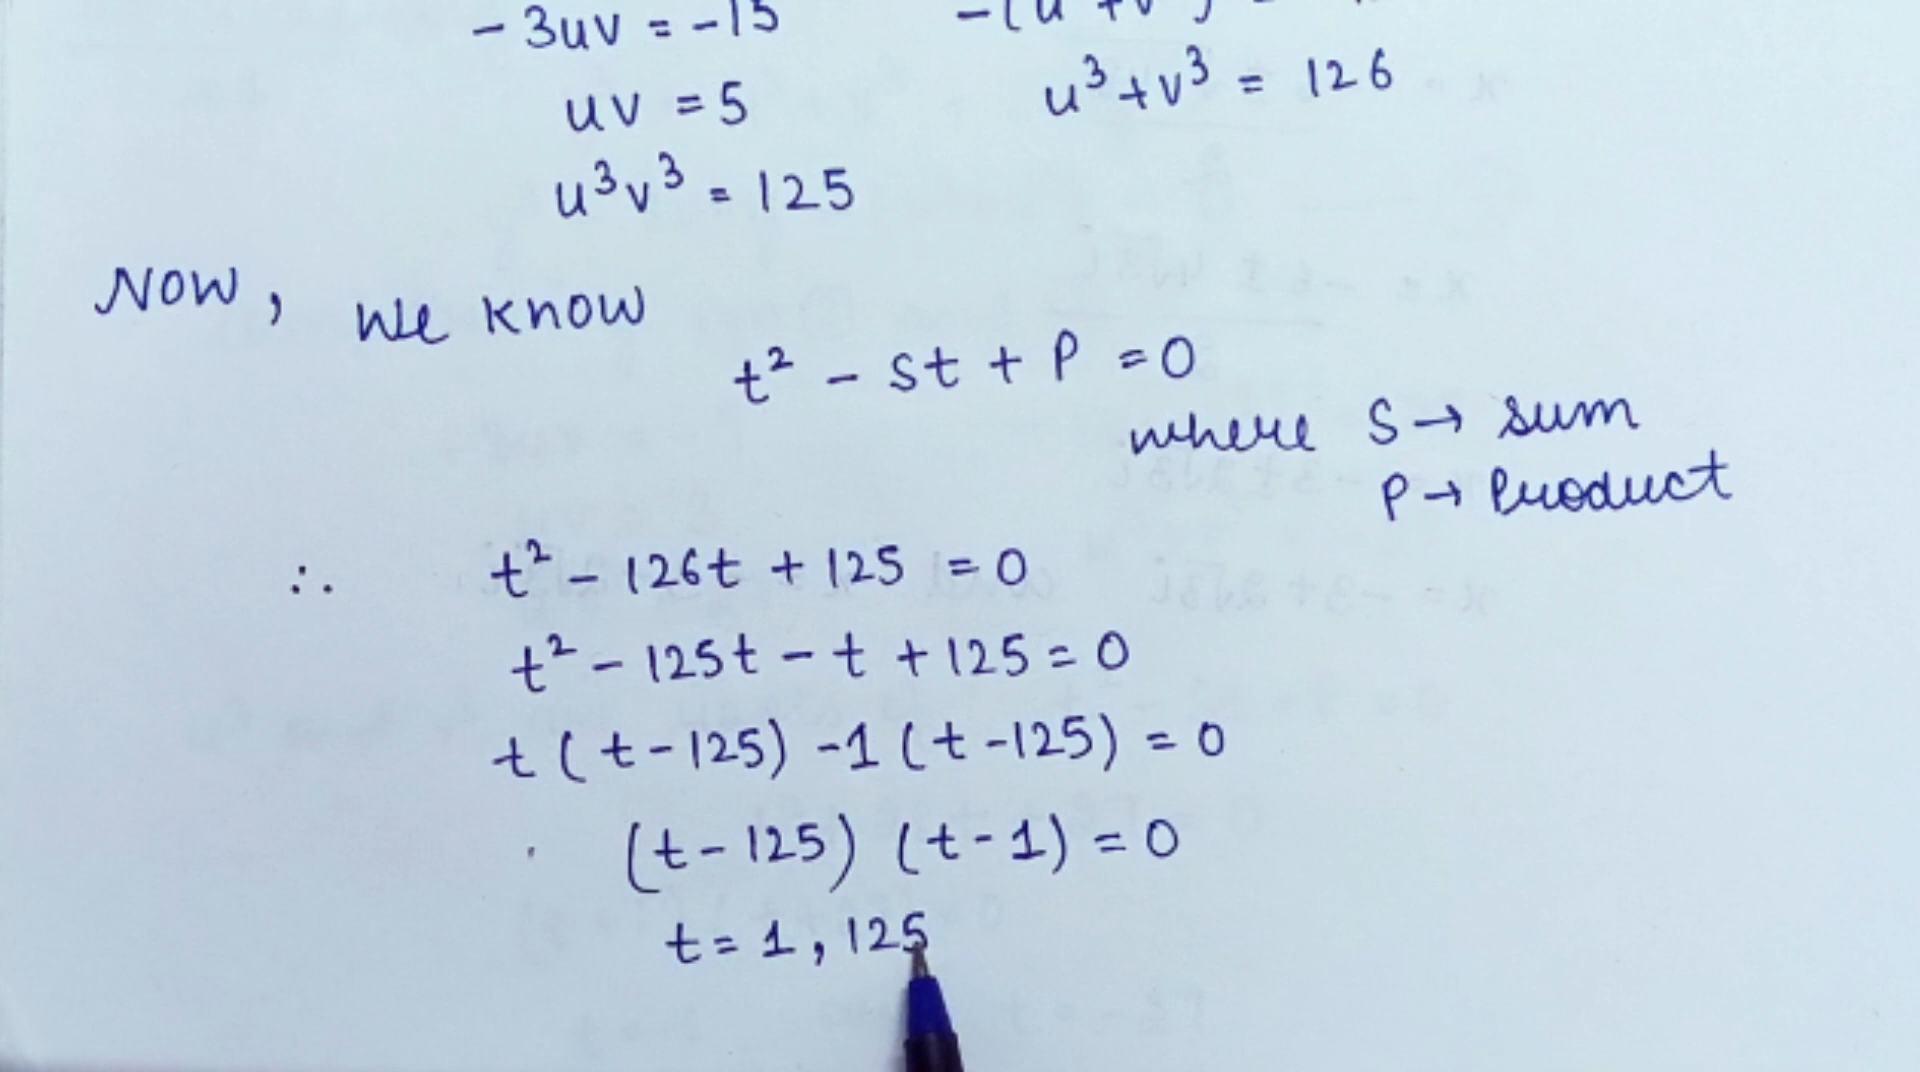 - 3uv = -15
uv = 5
u³v³ = 125
u³+v³ = 126
Now, we know
t² - st + P = 0
where S → sum
P → Product
∴ t² - 126t + 125 = 0
t² - 125t - t + 125 = 0
t (t - 125) -1 (t -125) = 0
(t - 125) (t - 1) = 0
t = 1, 125